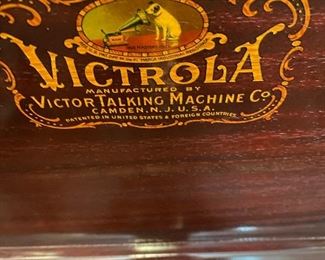 VICTROLA
MANUFACTURED BY
VICTOR TALKING MACHINE CO.
CAMDEN, N.J. U.S.A.
PATENTED IN UNITED STATES & FOREIGN COUNTRIES